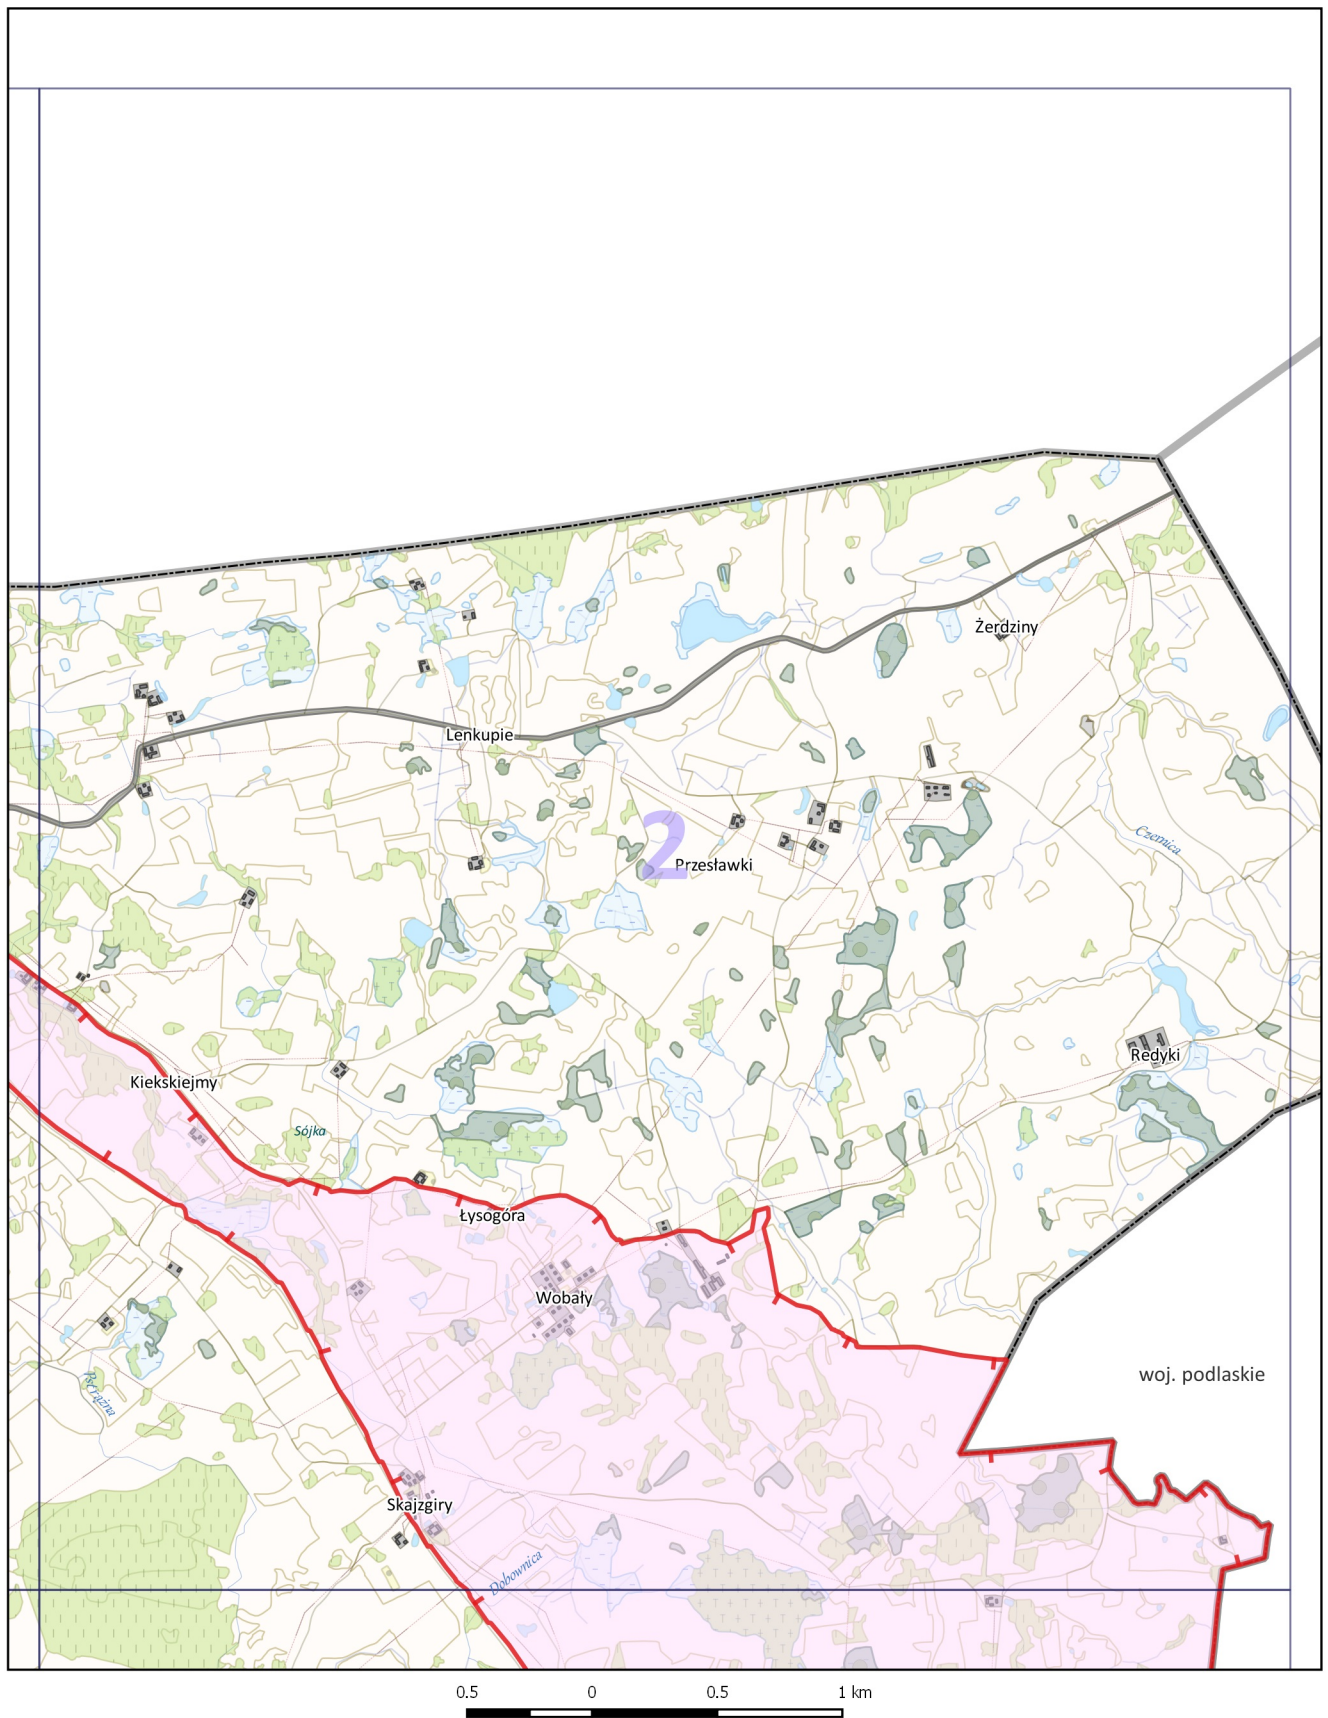 Żerdziny
Lenkupie
Czernica
2
Przesławki
Redyki
Kiekskiejmy
Sójka
Łysogóra
Wobały
woj. podlaskie
Pstrążna
Skajzgiry
Dobownica
0.5 0 0.5 1 km